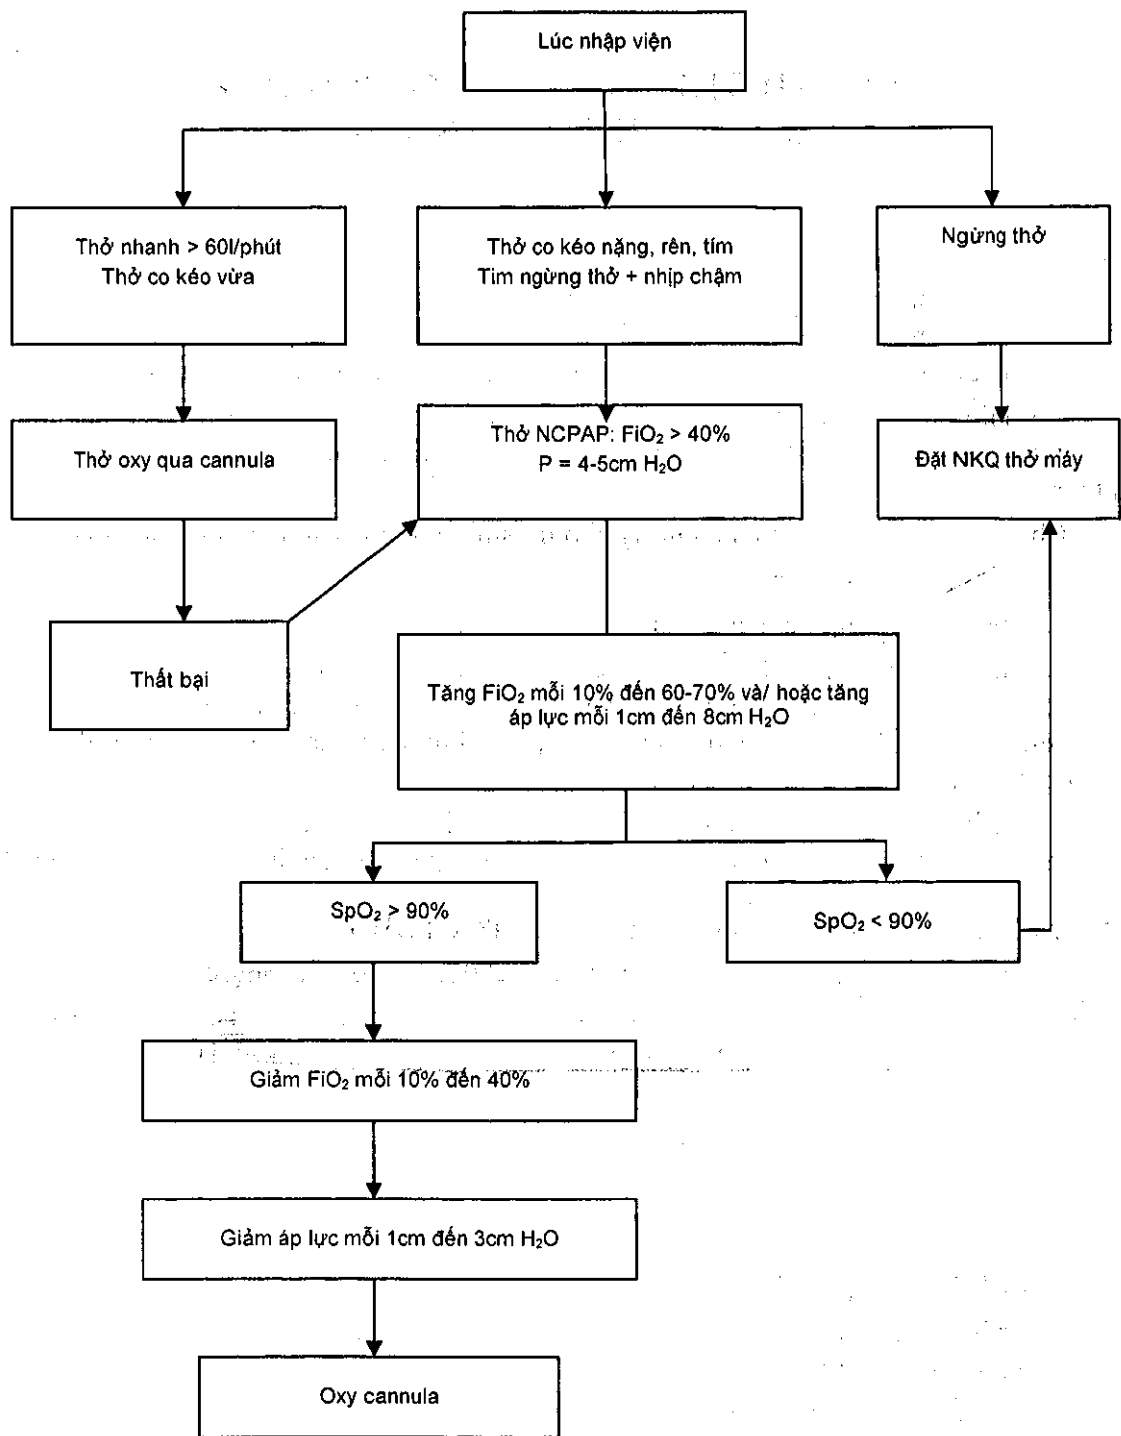 Lúc nhập viện
Thở nhanh > 60l/phút
Thở co kéo vừa
Thở co kéo nặng, rên, tím
Tim ngừng thở + nhịp chậm
Ngừng thở
Thở oxy qua cannula
Thở NCPAP: FiO₂ > 40%
P = 4-5cm H₂O
Đặt NKQ thở máy
Thất bại
Tăng FiO₂ mỗi 10% đến 60-70% và/ hoặc tăng
áp lực mỗi 1cm đến 8cm H₂O
SpO₂ > 90%
SpO₂ < 90%
Giảm FiO₂ mỗi 10% đến 40%
Giảm áp lực mỗi 1cm đến 3cm H₂O
Oxy cannula